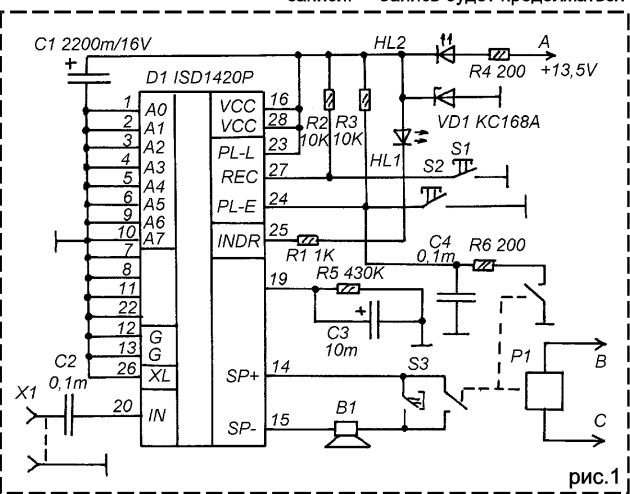 записи. Запись будет продолжаться
C1 2200m/16V
+
D1 ISD1420P
HL2
R4 200
A
+13,5V
1 A0
2 A1
3 A2
4 A3
5 A4
6 A5
9 A6
10 A7
7
8
11
22
12 G
13 G
26 XL
20 IN
VCC 16
VCC 28
PL-L 23
REC 27
PL-E 24
INDR 25
19
SP+ 14
SP- 15
R2
10K
R3
10K
VD1 KC168A
HL1
S1
S2
R1 1K
C4
0,1m
R6 200
R5 430K
+
C3
10m
S3
P1
B
C
B1
C2
0,1m
X1
рис.1